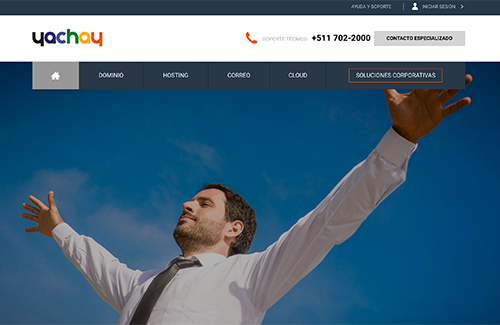 AYUDA Y SOPORTE INICIAR SESIÓN
yachay
SOPORTE TÉCNICO +511 702-2000 CONTACTO ESPECIALIZADO
DOMINIO HOSTING CORREO CLOUD SOLUCIONES CORPORATIVAS